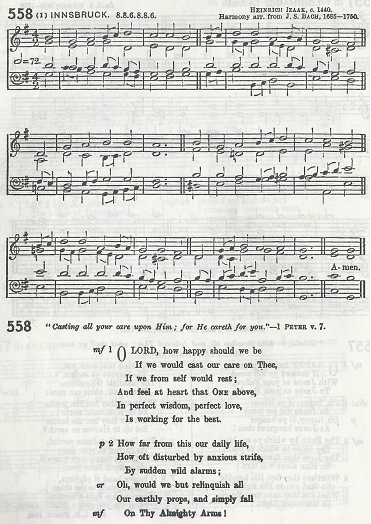 558 (1) INNSBRUCK. 8.8.6.8.8.6.
HEINRICH IZAAK, c. 1440.
Harmony arr. from J. S. BACH, 1685–1750.
=72.
A-men.
558 "Casting all your care upon Him; for He careth for you."—1 PETER v. 7.
mf 1 O LORD, how happy should we be
If we would cast our care on Thee,
If we from self would rest;
And feel at heart that ONE above,
In perfect wisdom, perfect love,
Is working for the best.
p 2 How far from this our daily life,
How oft disturbed by anxious strife,
By sudden wild alarms;
cr Oh, would we but relinquish all
Our earthly props, and simply fall
mf On Thy Almighty Arms!